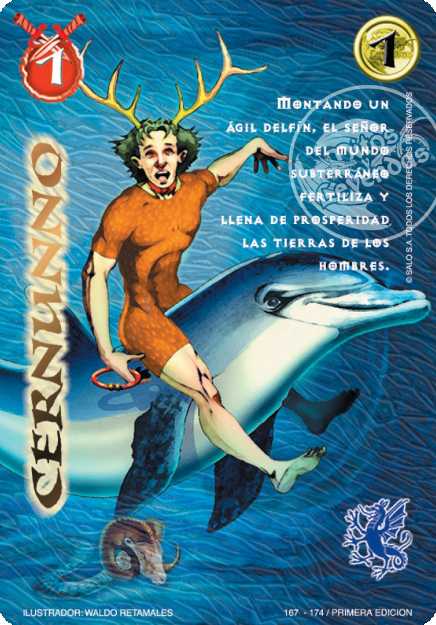 1
1
MONTANDO UN
ÁGIL DELFÍN, EL SEÑOR
DEL MUNDO
SUBTERRÁNEO
FERTILIZA Y
LLENA DE PROSPERIDAD
LAS TIERRAS DE LOS
HOMBRES.
CERNUNNO
© SALO S.A. TODOS LOS DERECHOS RESERVADOS
ILUSTRADOR: WALDO RETAMALES
167 - 174 / PRIMERA EDICION